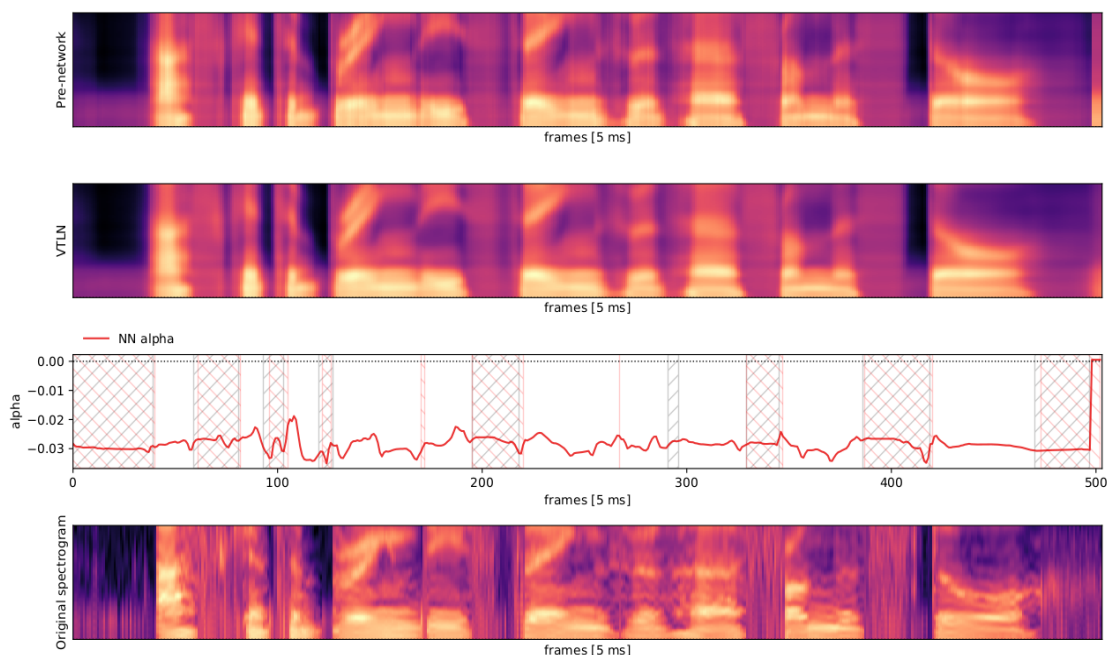 Pre-network
frames [5 ms]
VTLN
frames [5 ms]
NN alpha
alpha
0.00
−0.01
−0.02
−0.03
0 100 200 300 400 500
frames [5 ms]
Original spectrogram
frames [5 ms]